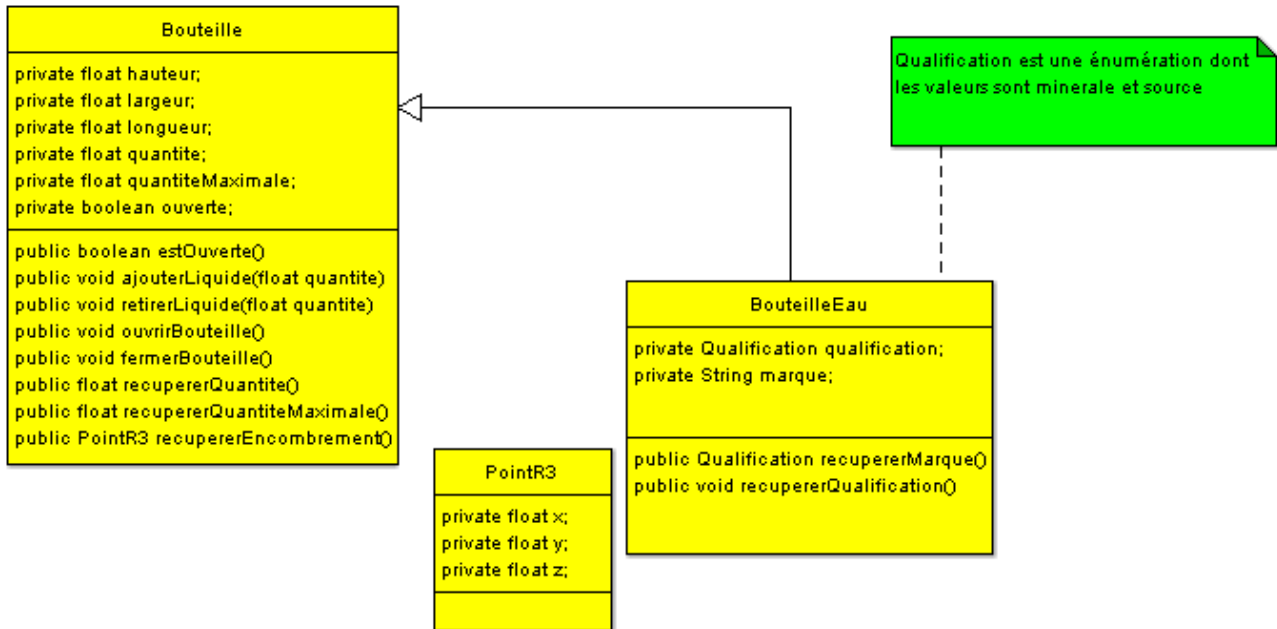 Bouteille
private float hauteur;
private float largeur;
private float longueur;
private float quantite;
private float quantiteMaximale;
private boolean ouverte;
public boolean estOuverte()
public void ajouterLiquide(float quantite)
public void retirerLiquide(float quantite)
public void ouvrirBouteille()
public void fermerBouteille()
public float recupererQuantite()
public float recupererQuantiteMaximale()
public PointR3 recupererEncombrement()
Qualification est une énumération dont
les valeurs sont minerale et source
BouteilleEau
private Qualification qualification;
private String marque;
public Qualification recupererMarque()
public void recupererQualification()
PointR3
private float x;
private float y;
private float z;